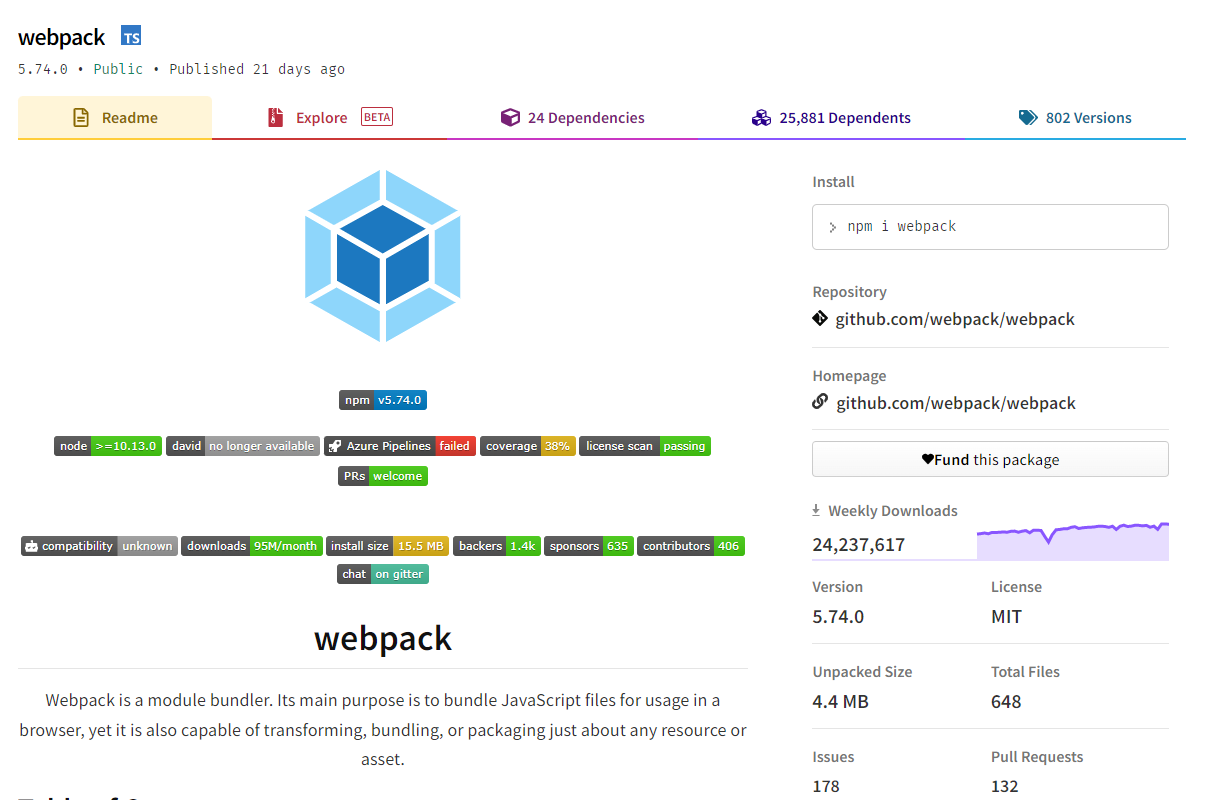 webpack TS
5.74.0 • Public • Published 21 days ago
Readme
Explore BETA
24 Dependencies
25,881 Dependents
802 Versions
npm v5.74.0
node >=10.13.0 david no longer available Azure Pipelines failed coverage 38% license scan passing
PRs welcome
compatibility unknown downloads 95M/month install size 15.5 MB backers 1.4k sponsors 635 contributors 406
chat on gitter
webpack
Webpack is a module bundler. Its main purpose is to bundle JavaScript files for usage in a
browser, yet it is also capable of transforming, bundling, or packaging just about any resource or
asset.
Install
> npm i webpack
Repository
github.com/webpack/webpack
Homepage
github.com/webpack/webpack
Fund this package
Weekly Downloads
24,237,617
Version License
5.74.0 MIT
Unpacked Size Total Files
4.4 MB 648
Issues Pull Requests
178 132